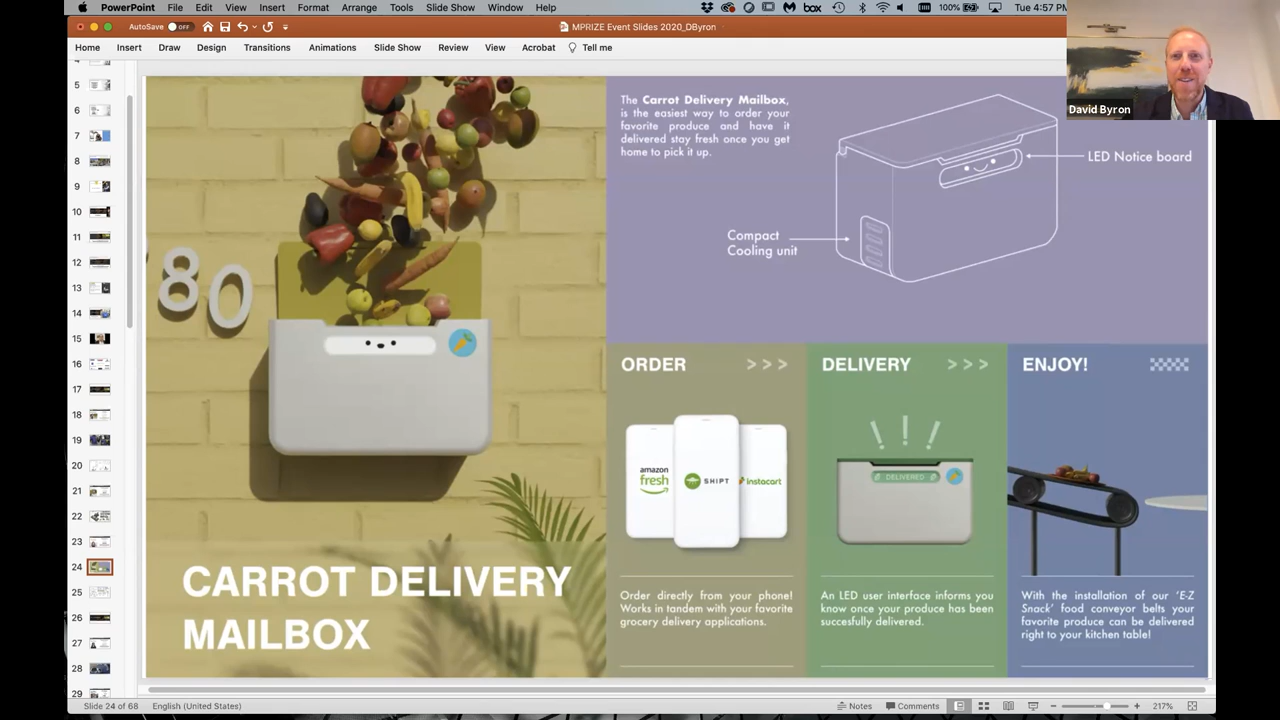 PowerPoint File Edit View Insert Format Arrange Tools Slide Show Window Help
box 100% Tue 4:57 P
AutoSave OFF MPRIZE Event Slides 2020_DByron
Home Insert Draw Design Transitions Animations Slide Show Review View Acrobat Tell me
David Byron
4
5
6
7
8
9
10
11
12
13
14
15
16
17
18
19
20
21
22
23
24
25
26
27
28
29
80
CARROT DELIVERY
MAILBOX
The Carrot Delivery Mailbox,
is the easiest way to order your
favorite produce and have it
delivered stay fresh once you get
home to pick it up.
LED Notice board
Compact
Cooling unit
ORDER > > >
amazon
fresh
SHIPT
instacart
Order directly from your phone!
Works in tandem with your favorite
grocery delivery applications.
DELIVERY > > >
! ! !
DELIVERED
An LED user interface informs you
know once your produce has been
succesfully delivered.
ENJOY!
With the installation of our ‘E-Z
Snack’ food conveyor belts your
favorite produce can be delivered
right to your kitchen table!
Slide 24 of 68 English (United States) Notes Comments 217%